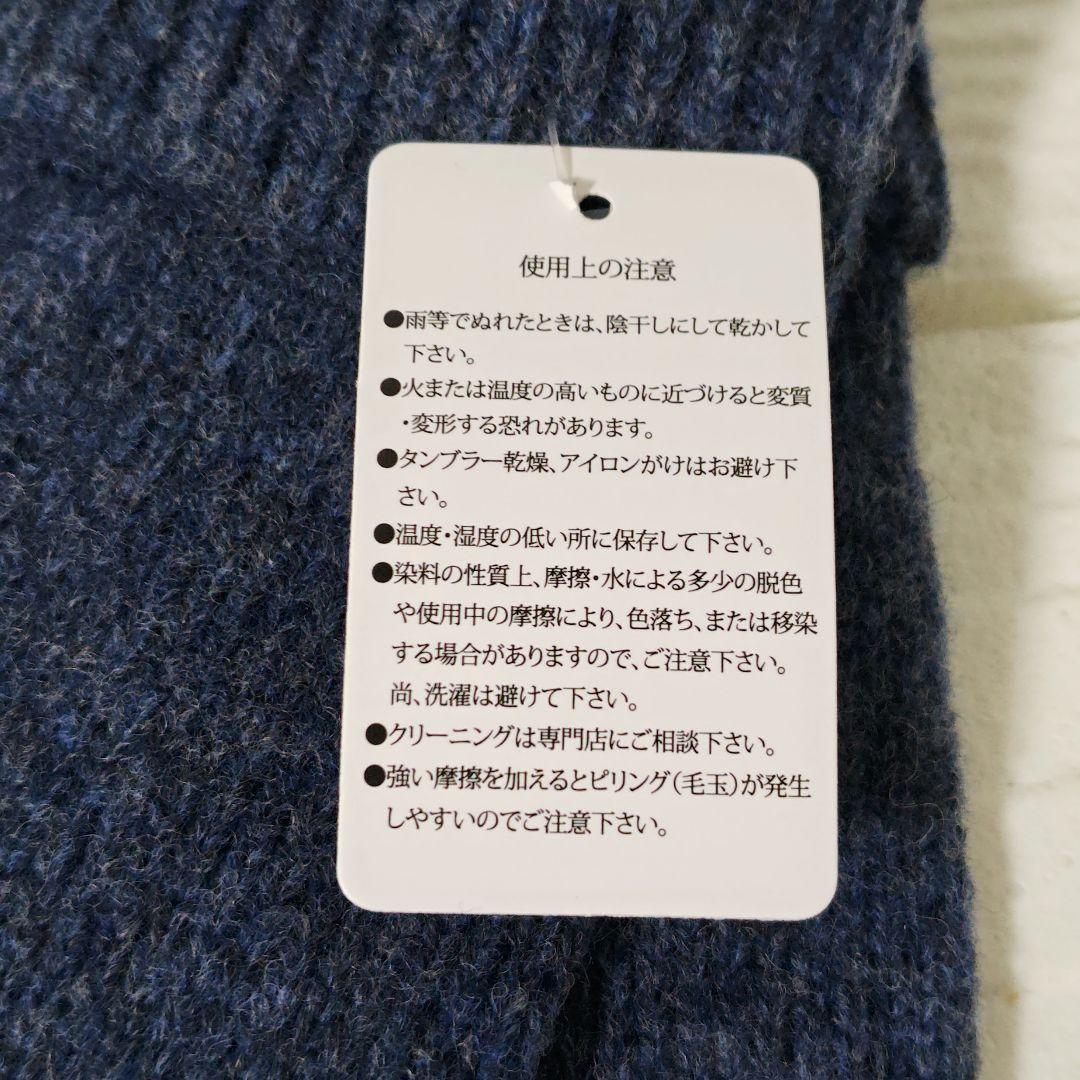 使用上の注意
●雨等でぬれたときは、陰干しにして乾かして
下さい。
●火または温度の高いものに近づけると変質
・変形する恐れがあります。
●タンブラー乾燥、アイロンがけはお避け下
さい。
●温度・湿度の低い所に保存して下さい。
●染料の性質上、摩擦・水による多少の脱色
や使用中の摩擦により、色落ち、または移染
する場合がありますので、ご注意下さい。
尚、洗濯は避けて下さい。
●クリーニングは専門店にご相談下さい。
●強い摩擦を加えるとピリング(毛玉)が発生
しやすいのでご注意下さい。